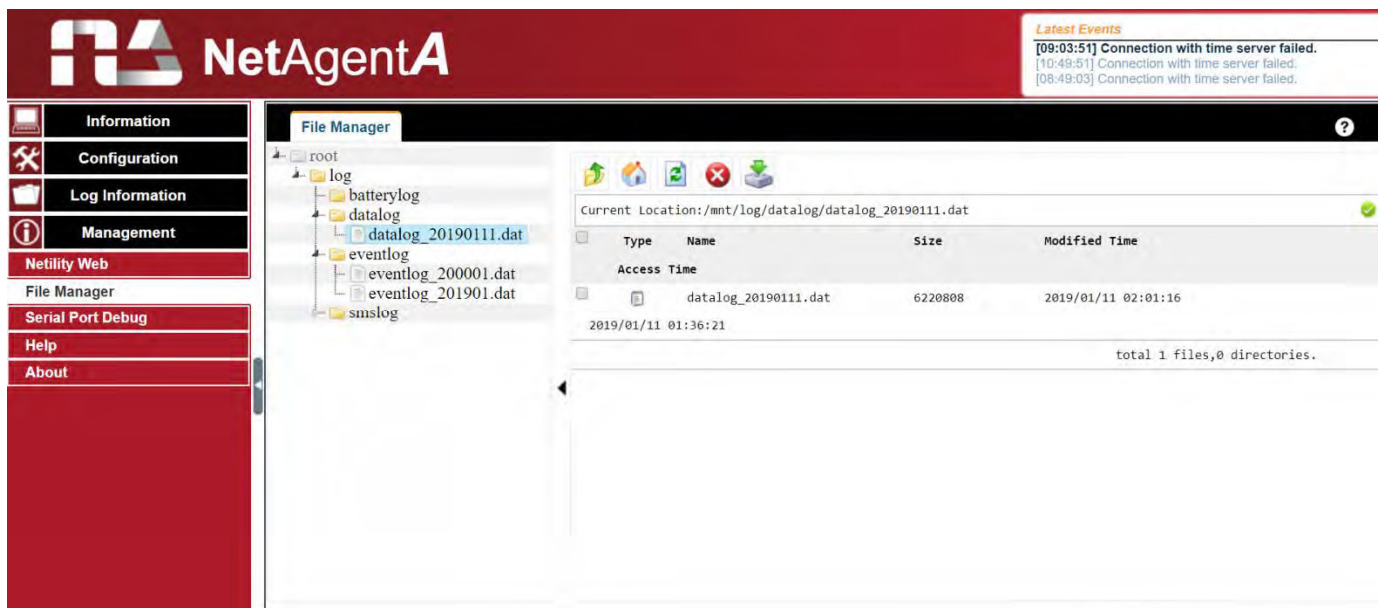 NetAgentA
Latest Events
[09:03:51] Connection with time server failed.
[10:49:51] Connection with time server failed.
[08:49:03] Connection with time server failed.
Information
Configuration
Log Information
Management
Netility Web
File Manager
Serial Port Debug
Help
About
File Manager
?
root
log
batterylog
datalog
datalog_20190111.dat
eventlog
eventlog_200001.dat
eventlog_201901.dat
smslog
Current Location:/mnt/log/datalog/datalog_20190111.dat
Type Name Size Modified Time
Access Time
datalog_20190111.dat 6220808 2019/01/11 02:01:16
2019/01/11 01:36:21
total 1 files,0 directories.